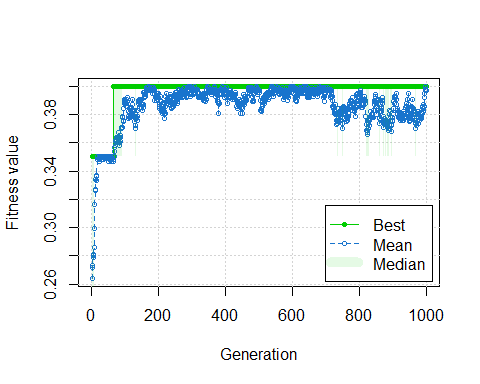 Fitness value
0.38
0.34
0.30
0.26
Best
Mean
Median
0 200 400 600 800 1000
Generation